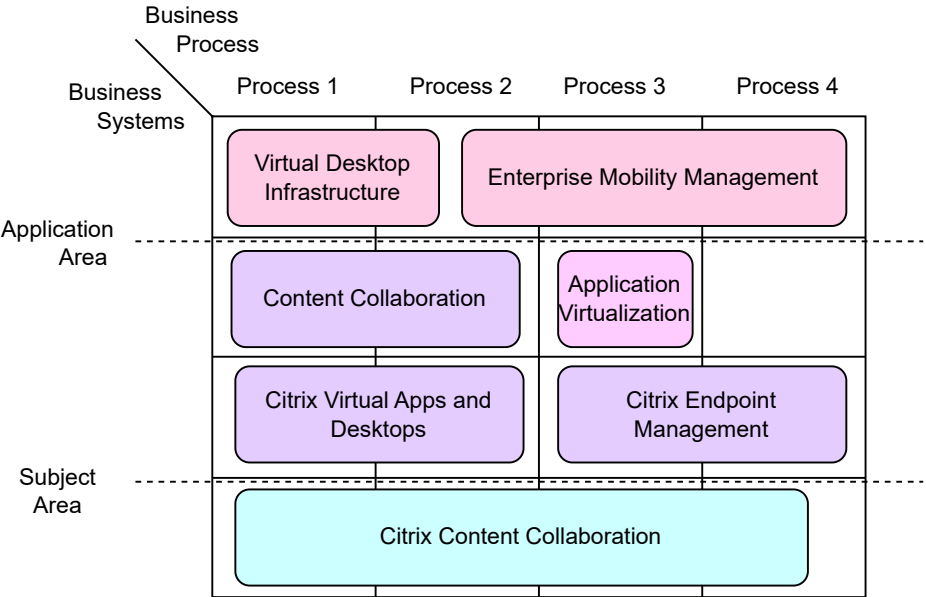 Business
Process
Business
Systems
Process 1
Process 2
Process 3
Process 4
Virtual Desktop
Infrastructure
Enterprise Mobility Management
Application
Area
Content Collaboration
Application
Virtualization
Citrix Virtual Apps and
Desktops
Citrix Endpoint
Management
Subject
Area
Citrix Content Collaboration